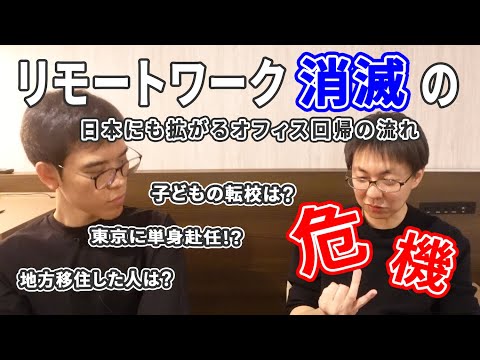 リモートワーク消滅の
日本にも拡がるオフィス回帰の流れ
子どもの転校は？
東京に単身赴任！？
地方移住した人は？
危機